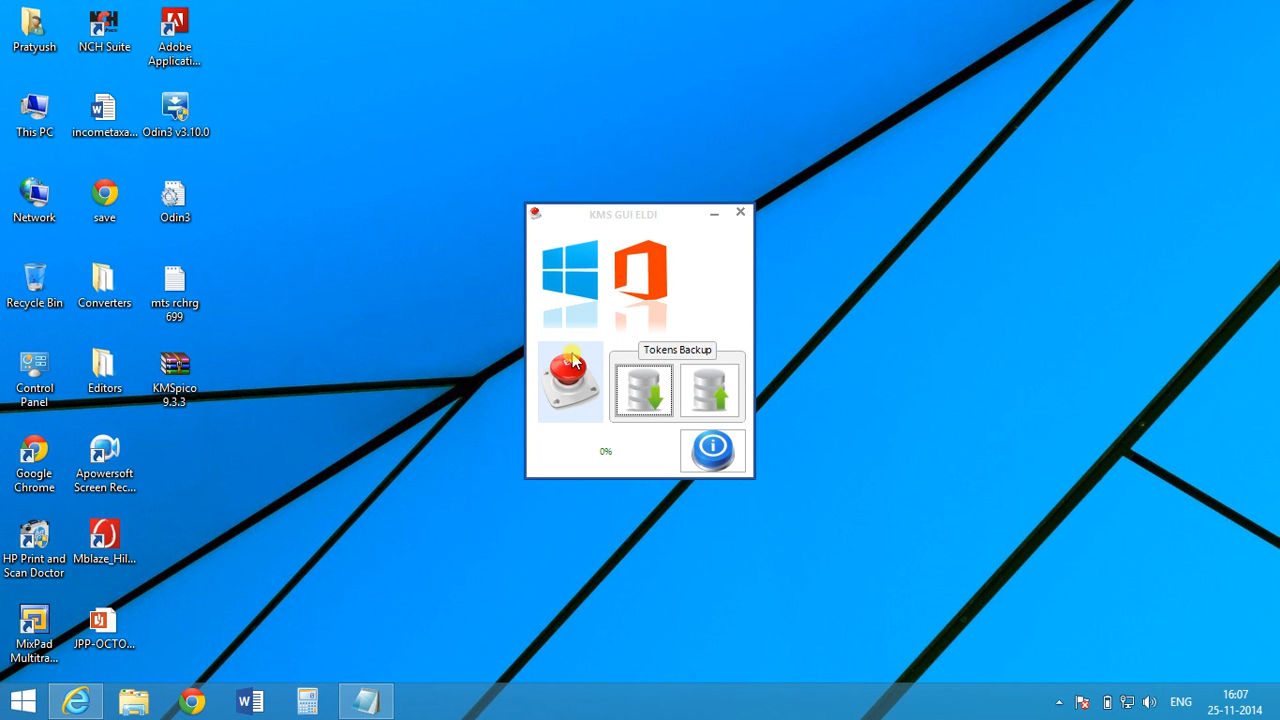 Pratyush
NCH Suite
Adobe
Applicati...
This PC
incometaxa...
Odin3 v3.10.0
Network
save
Odin3
Recycle Bin
Converters
mts rchrg
699
Control
Panel
Editors
KMSpico
9.3.3
Google
Chrome
Apowersoft
Screen Rec...
HP Print and
Scan Doctor
Mblaze_Hil...
MixPad
Multitra...
JPP-OCTO...
KMS GUI ELDI
Tokens Backup
0%
ENG
16:07
25-11-2014